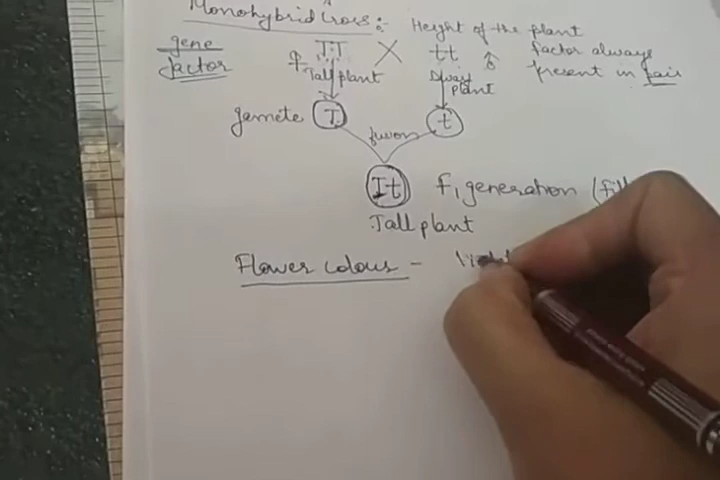 Monohybrid Cross:
Height of the plant
gene
factor
♀ TT × tt ♂
Tall plant
Dwarf plant
factor always
present in pair
gamete T t
fusion
Tt F1 generation (fil
Tall plant
Flower colour -